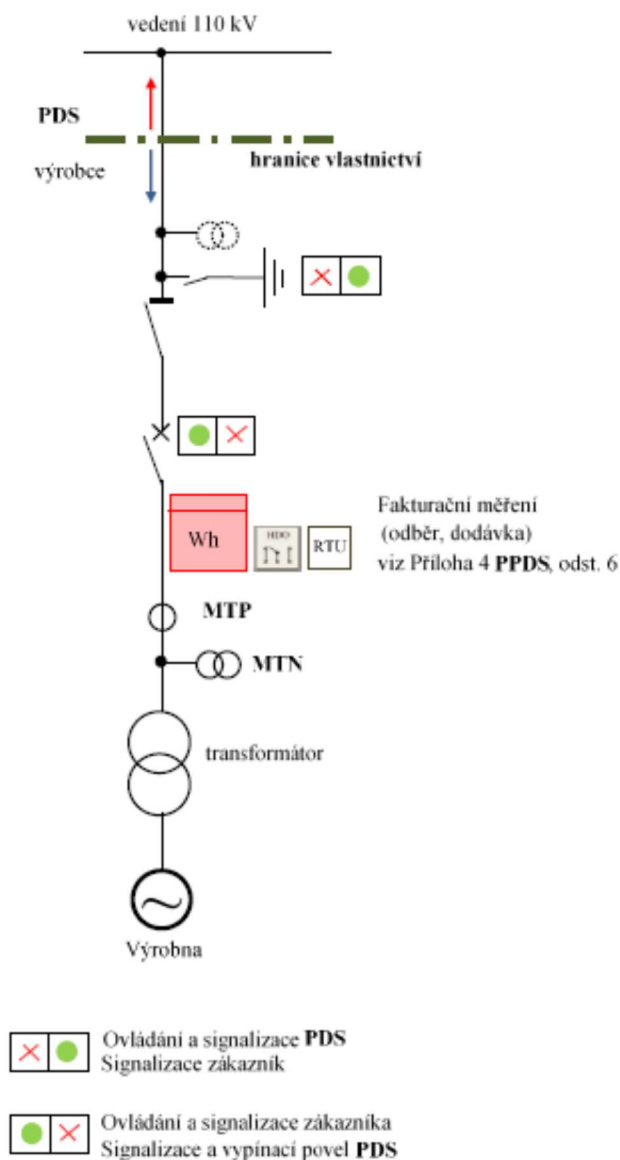 vedení 110 kV
PDS
hranice vlastnictví
výrobce
Fakturační měření
(odběr, dodávka)
viz Příloha 4 PPDS, odst. 6
Wh
HDO
RTU
MTP
MTN
transformátor
Výrobna
Ovládání a signalizace PDS
Signalizace zákazník
Ovládání a signalizace zákazníka
Signalizace a vypínací povel PDS